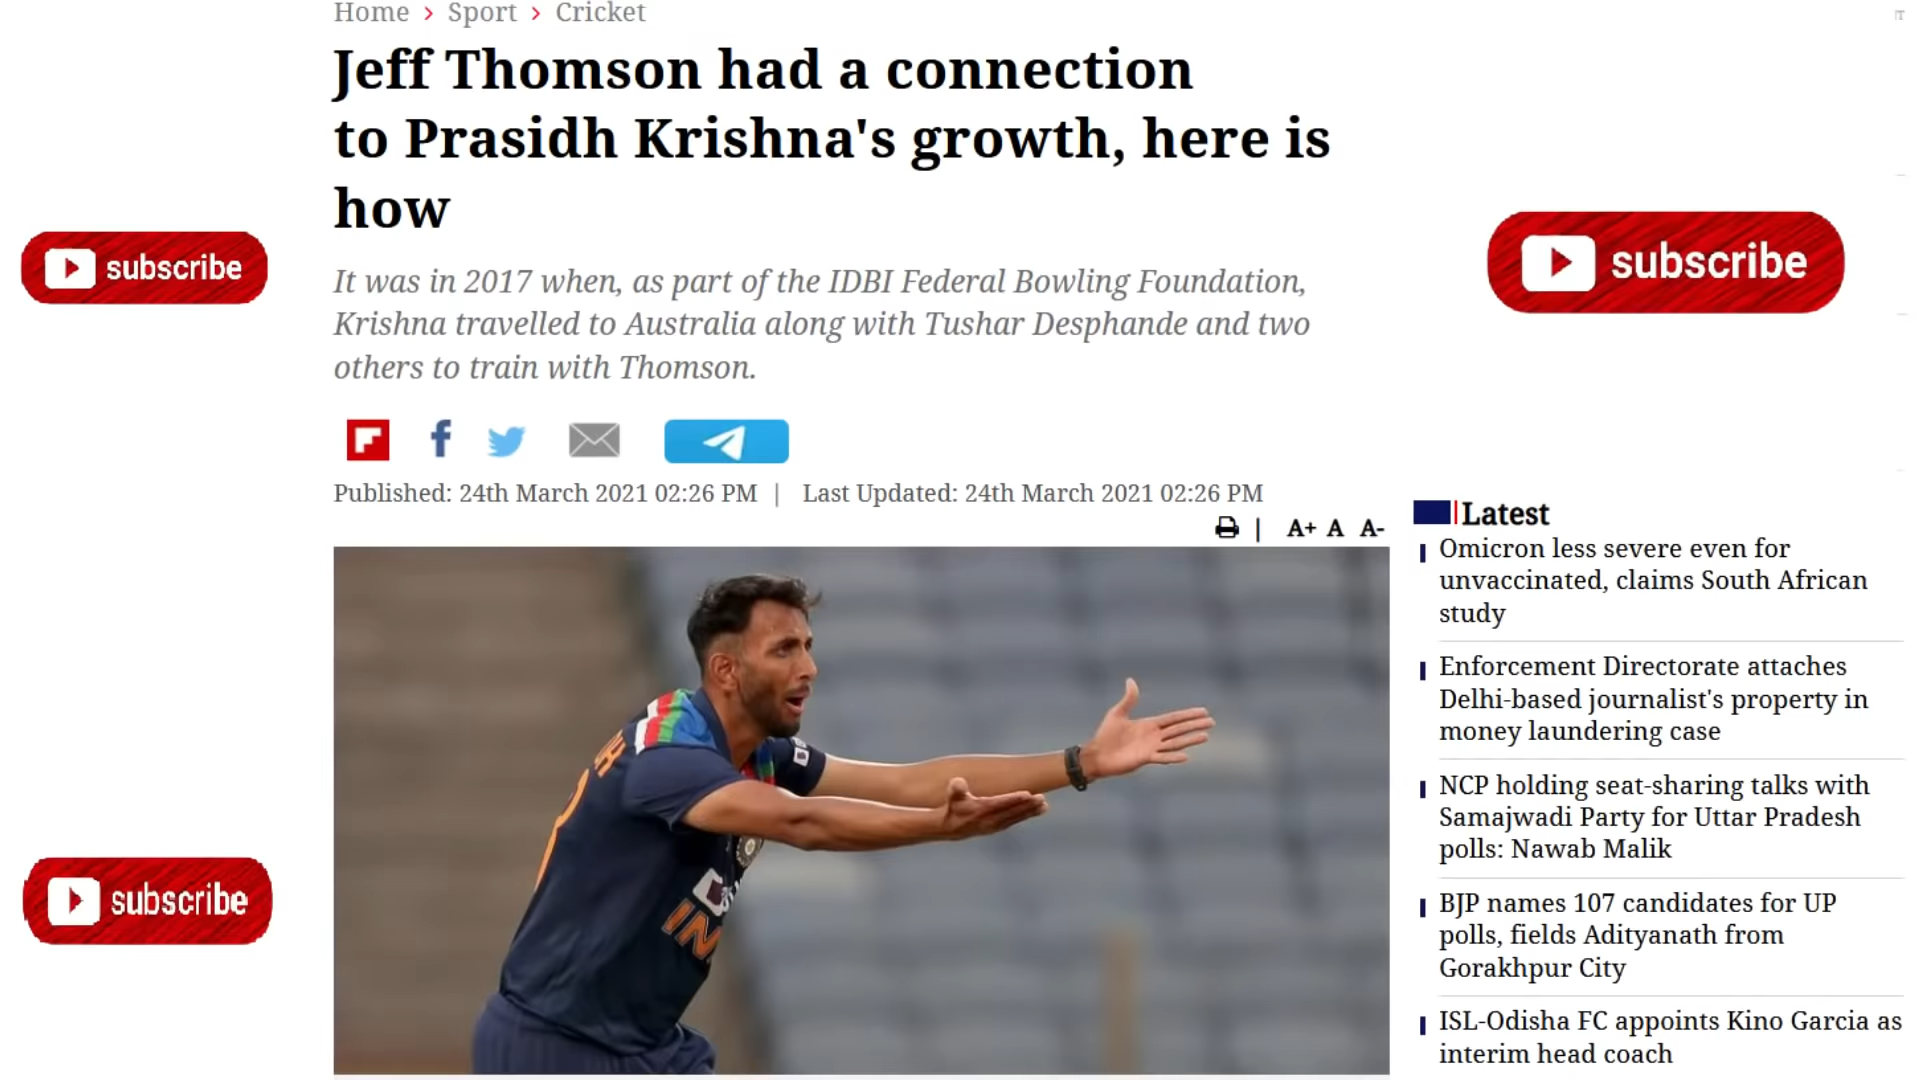 Home > Sport > Cricket
Jeff Thomson had a connection
to Prasidh Krishna's growth, here is
how
It was in 2017 when, as part of the IDBI Federal Bowling Foundation,
Krishna travelled to Australia along with Tushar Desphande and two
others to train with Thomson.
subscribe
subscribe
Published: 24th March 2021 02:26 PM | Last Updated: 24th March 2021 02:26 PM
A+ A A-
Latest
Omicron less severe even for
unvaccinated, claims South African
study
Enforcement Directorate attaches
Delhi-based journalist's property in
money laundering case
NCP holding seat-sharing talks with
Samajwadi Party for Uttar Pradesh
polls: Nawab Malik
BJP names 107 candidates for UP
polls, fields Adityanath from
Gorakhpur City
ISL-Odisha FC appoints Kino Garcia as
interim head coach
subscribe